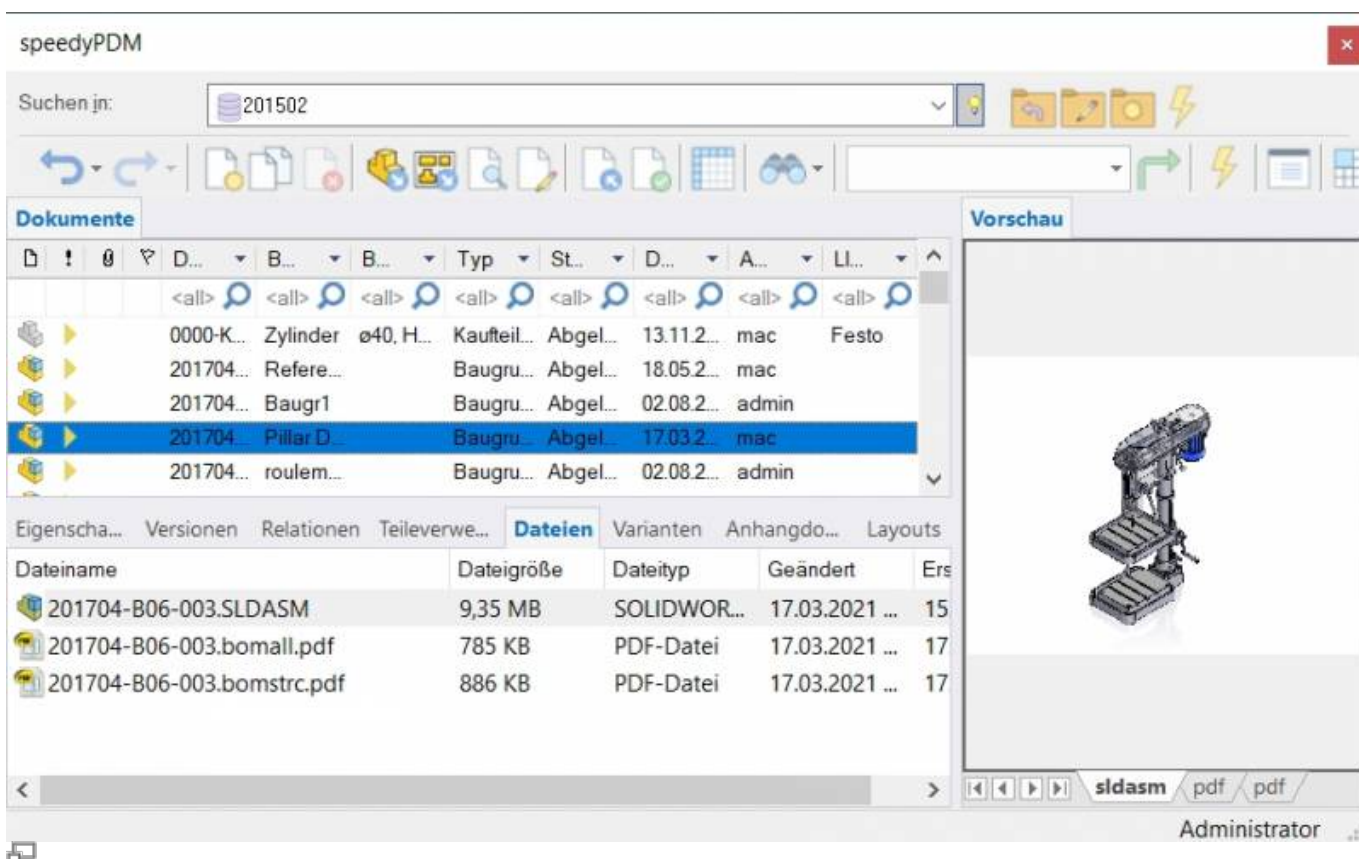 speedyPDM
Suchen in:
201502
Dokumente
Vorschau
D... B... B... Typ St... D... A... LI...
<all> <all> <all> <all> <all> <all> <all> <all>
0000-K... Zylinder ø40, H... Kaufteil... Abgel... 13.11.2... mac Festo
201704... Refere... Baugru... Abgel... 18.05.2... mac
201704... Baugr1 Baugru... Abgel... 02.08.2... admin
201704... Pillar D... Baugru... Abgel... 17.03.2... mac
201704... roulem... Baugru... Abgel... 02.08.2... admin
Eigenscha... Versionen Relationen Teileverwe... Dateien Varianten Anhangdo... Layouts
Dateiname Dateigröße Dateityp Geändert Ers
201704-B06-003.SLDASM 9,35 MB SOLIDWOR... 17.03.2021 ... 15
201704-B06-003.bomall.pdf 785 KB PDF-Datei 17.03.2021 ... 17
201704-B06-003.bomstrc.pdf 886 KB PDF-Datei 17.03.2021 ... 17
sldasm pdf pdf
Administrator